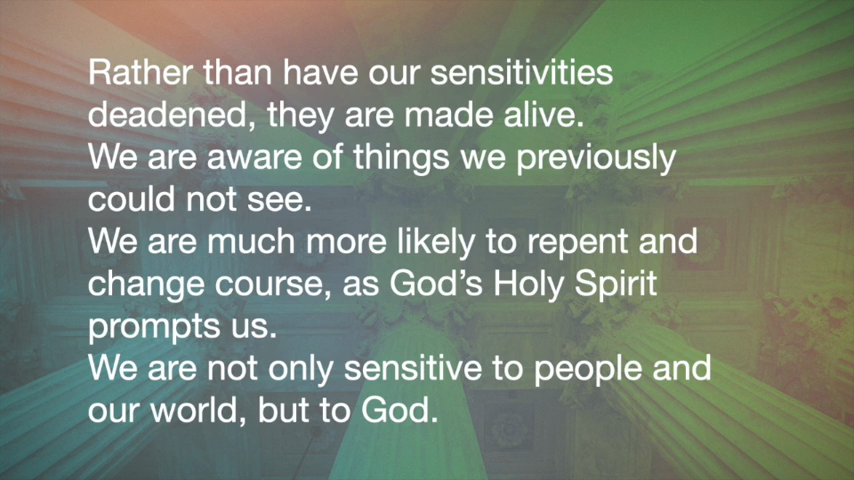 Rather than have our sensitivities
deadened, they are made alive.
We are aware of things we previously
could not see.
We are much more likely to repent and
change course, as God’s Holy Spirit
prompts us.
We are not only sensitive to people and
our world, but to God.